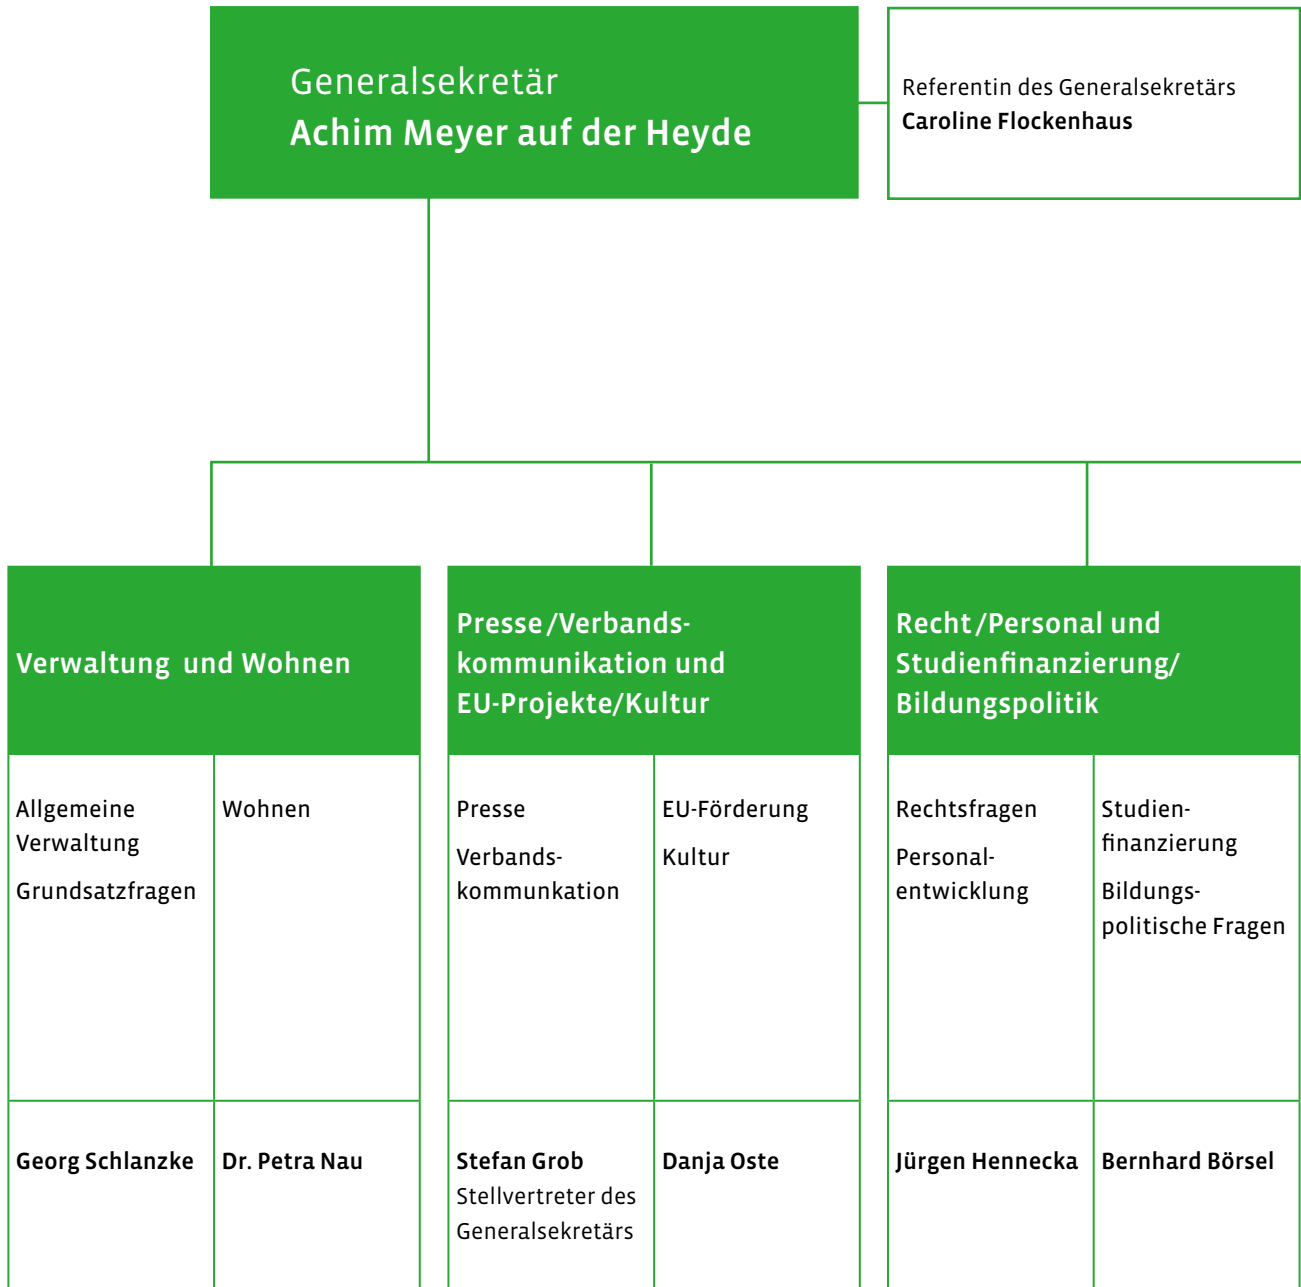 Generalsekretär
Achim Meyer auf der Heyde
Referentin des Generalsekretärs
Caroline Flockenhaus
Verwaltung und Wohnen
Allgemeine
Verwaltung
Grundsatzfragen
Georg Schlanzke
Wohnen
Dr. Petra Nau
Presse/Verbands-
kommunikation und
EU-Projekte/Kultur
Presse
Verbands-
kommunkation
Stefan Grob
Stellvertreter des
Generalsekretärs
EU-Förderung
Kultur
Danja Oste
Recht/Personal und
Studienfinanzierung/
Bildungspolitik
Rechtsfragen
Personal-
entwicklung
Jürgen Hennecka
Studien-
finanzierung
Bildungs-
politische Fragen
Bernhard Börsel